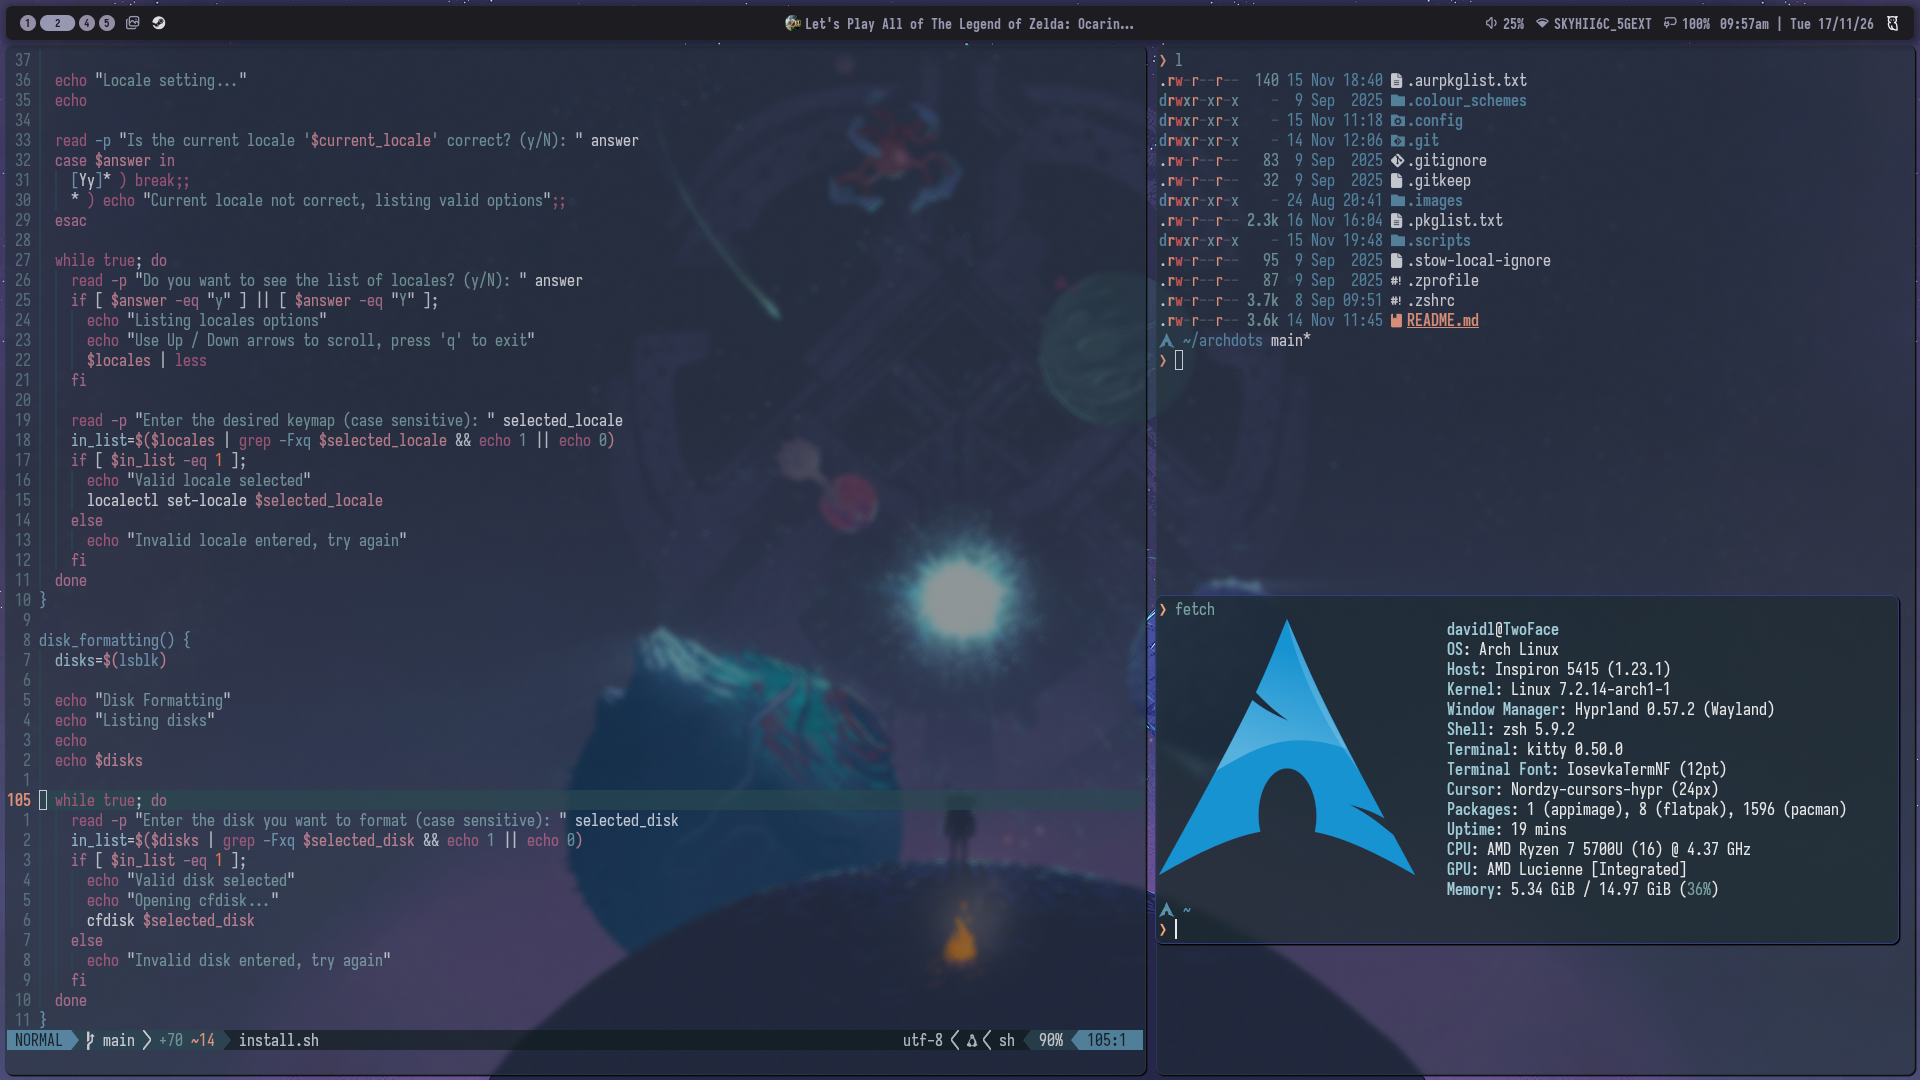 1 2 4 5
Let's Play All of The Legend of Zelda: Ocarin...
25% SKYHII6C_5GEXT 100% 09:57am | Tue 17/11/26
37
36 echo "Locale setting..."
35 echo
34
33 read -p "Is the current locale '$current_locale' correct? (y/N): " answer
32 case $answer in
31 [Yy]* ) break;;
30 * ) echo "Current locale not correct, listing valid options";;
29 esac
28
27 while true; do
26 read -p "Do you want to see the list of locales? (y/N): " answer
25 if [ $answer -eq "y" ] || [ $answer -eq "Y" ];
24 echo "Listing locales options"
23 echo "Use Up / Down arrows to scroll, press 'q' to exit"
22 $locales | less
21 fi
20
19 read -p "Enter the desired keymap (case sensitive): " selected_locale
18 in_list=$($locales | grep -Fxq $selected_locale && echo 1 || echo 0)
17 if [ $in_list -eq 1 ];
16 echo "Valid locale selected"
15 localectl set-locale $selected_locale
14 else
13 echo "Invalid locale entered, try again"
12 fi
11 done
10 }
9
8 disk_formatting() {
7 disks=$(lsblk)
6
5 echo "Disk Formatting"
4 echo "Listing disks"
3 echo
2 echo $disks
1
105 while true; do
1 read -p "Enter the disk you want to format (case sensitive): " selected_disk
2 in_list=$($disks | grep -Fxq $selected_disk && echo 1 || echo 0)
3 if [ $in_list -eq 1 ];
4 echo "Valid disk selected"
5 echo "Opening cfdisk..."
6 cfdisk $selected_disk
7 else
8 echo "Invalid disk entered, try again"
9 fi
10 done
11 }
NORMAL main +70 ~14 install.sh utf-8 sh 90% 105:1
❯ l
.rw-r--r-- 140 15 Nov 18:40 .aurpkglist.txt
drwxr-xr-x - 9 Sep 2025 .colour_schemes
drwxr-xr-x - 15 Nov 11:18 .config
drwxr-xr-x - 14 Nov 12:06 .git
.rw-r--r-- 83 9 Sep 2025 .gitignore
.rw-r--r-- 32 9 Sep 2025 .gitkeep
drwxr-xr-x - 24 Aug 20:41 .images
.rw-r--r-- 2.3k 16 Nov 16:04 .pkglist.txt
drwxr-xr-x - 15 Nov 19:48 .scripts
.rw-r--r-- 95 9 Sep 2025 .stow-local-ignore
.rw-r--r-- 87 9 Sep 2025 .zprofile
.rw-r--r-- 3.7k 8 Sep 09:51 .zshrc
.rw-r--r-- 3.6k 14 Nov 11:45 README.md
~/archdots main*
❯
❯ fetch
davidl@TwoFace
OS: Arch Linux
Host: Inspiron 5415 (1.23.1)
Kernel: Linux 7.2.14-arch1-1
Window Manager: Hyprland 0.57.2 (Wayland)
Shell: zsh 5.9.2
Terminal: kitty 0.50.0
Terminal Font: IosevkaTermNF (12pt)
Cursor: Nordzy-cursors-hypr (24px)
Packages: 1 (appimage), 8 (flatpak), 1596 (pacman)
Uptime: 19 mins
CPU: AMD Ryzen 7 5700U (16) @ 4.37 GHz
GPU: AMD Lucienne [Integrated]
Memory: 5.34 GiB / 14.97 GiB (36%)
~
❯